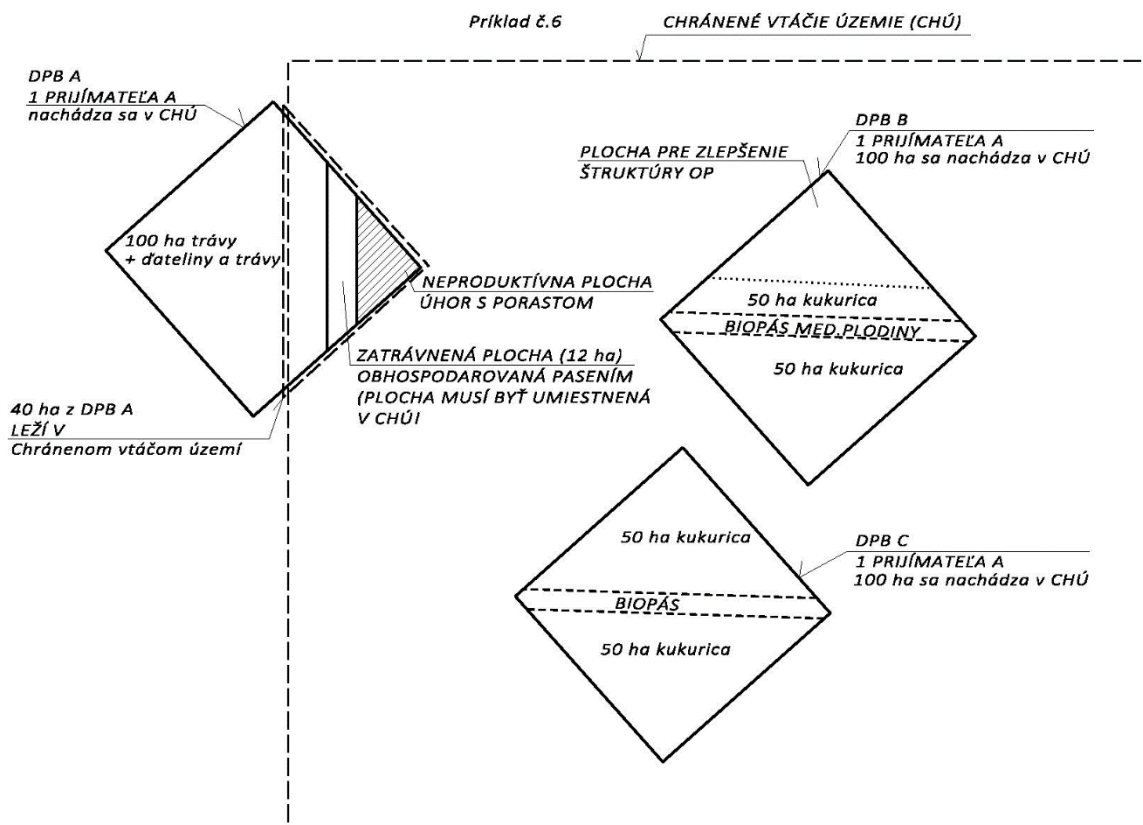 Príklad č.6
CHRÁNENÉ VTÁČIE ÚZEMIE (CHÚ)
DPB A
1 PRIJÍMATEĽA A
nachádza sa v CHÚ
100 ha trávy
+ ďateliny a trávy
NEPRODUKTÍVNA PLOCHA
ÚHOR S PORASTOM
ZATRÁVNENÁ PLOCHA (12 ha)
OBHOSPODAROVANÁ PASENÍM
(PLOCHA MUSÍ BYŤ UMIESTNENÁ
V CHÚ!
40 ha z DPB A
LEŽÍ V
Chránenom vtáčom území
DPB B
1 PRIJÍMATEĽA A
100 ha sa nachádza v CHÚ
PLOCHA PRE ZLEPŠENIE
ŠTRUKTÚRY OP
50 ha kukurica
BIOPÁS MED.PLODINY
50 ha kukurica
DPB C
1 PRIJÍMATEĽA A
100 ha sa nachádza v CHÚ
50 ha kukurica
BIOPÁS
50 ha kukurica